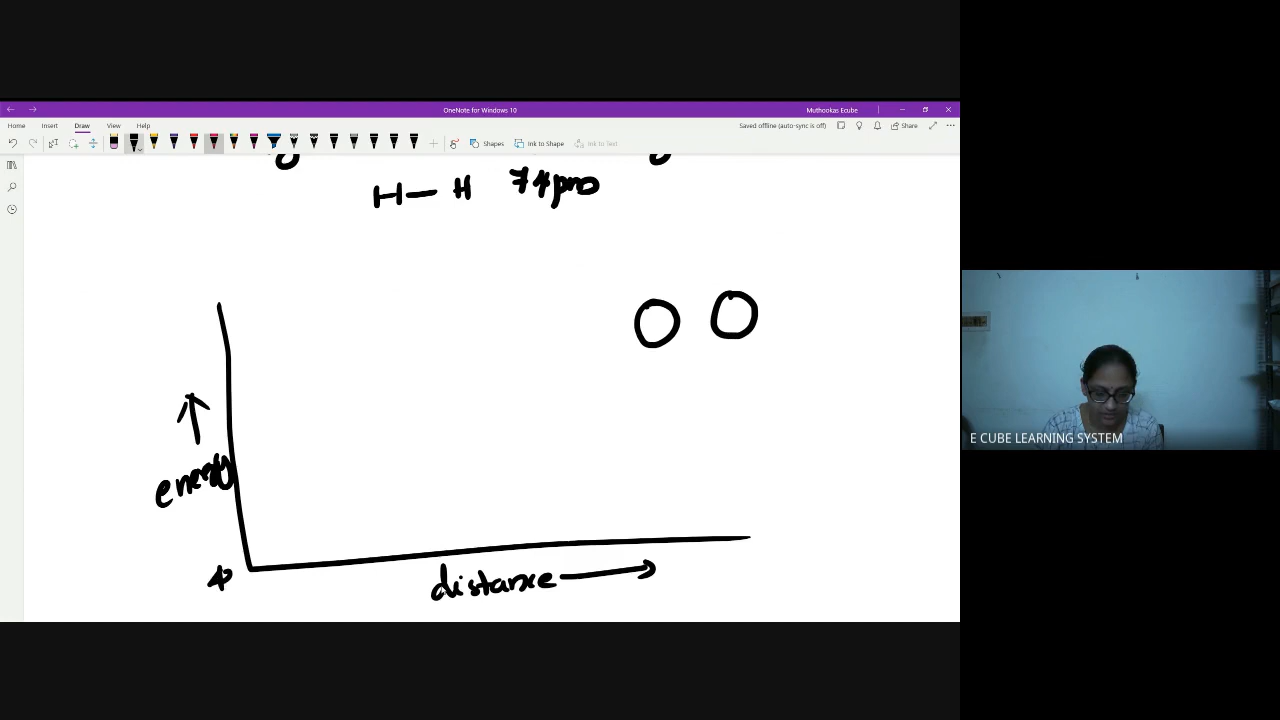 OneNote for Windows 10
Muthookas Ecube
Home Insert Draw View Help
Saved offline (auto-sync is off)
Share
Shapes
Ink to Shape
Ink to Text
H — H 74pm
energy
distance
E CUBE LEARNING SYSTEM